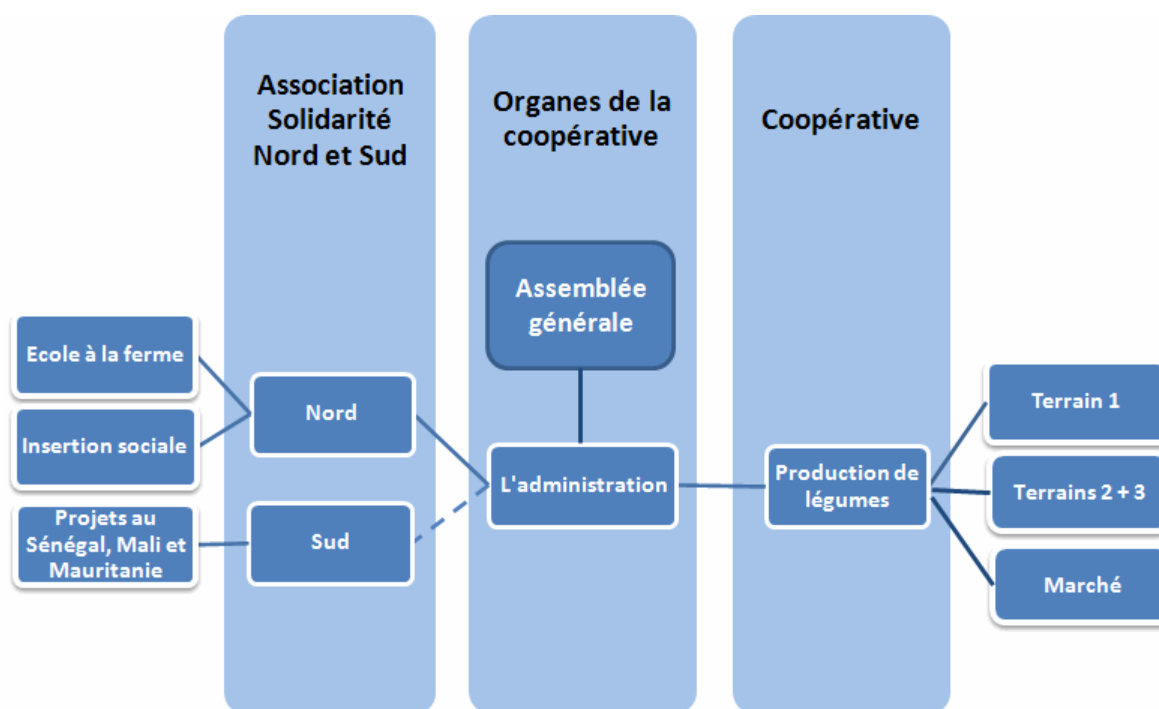 Association
Solidarité
Nord et Sud
Organes de la
coopérative
Coopérative
Assemblée
générale
Ecole à la ferme
Insertion sociale
Projets au
Sénégal, Mali et
Mauritanie
Nord
Sud
L'administration
Production de
légumes
Terrain 1
Terrains 2 + 3
Marché